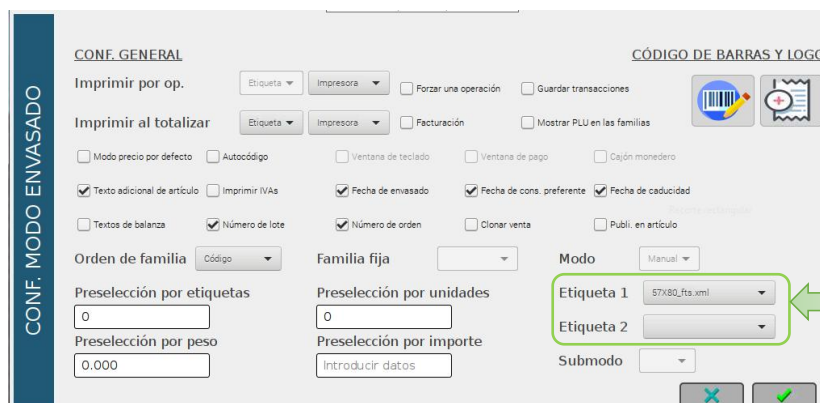 CONF. MODO ENVASADO
CONF. GENERAL
CÓDIGO DE BARRAS Y LOGO
Imprimir por op.
Etiqueta
Impresora
Forzar una operación
Guardar transacciones
Imprimir al totalizar
Etiqueta
Impresora
Facturación
Mostrar PLU en las familias
Modo precio por defecto
Autocódigo
Ventana de teclado
Ventana de pago
Cajón monedero
Texto adicional de artículo
Imprimir IVAs
Fecha de envasado
Fecha de cons. preferente
Fecha de caducidad
Textos de balanza
Número de lote
Número de orden
Clonar venta
Publi. en artículo
Orden de familia
Código
Familia fija
Modo
Manual
Preselección por etiquetas
Preselección por unidades
Etiqueta 1
57X80_fts.xml
0
0
Etiqueta 2
Preselección por peso
Preselección por importe
0.000
Introducir datos
Submodo